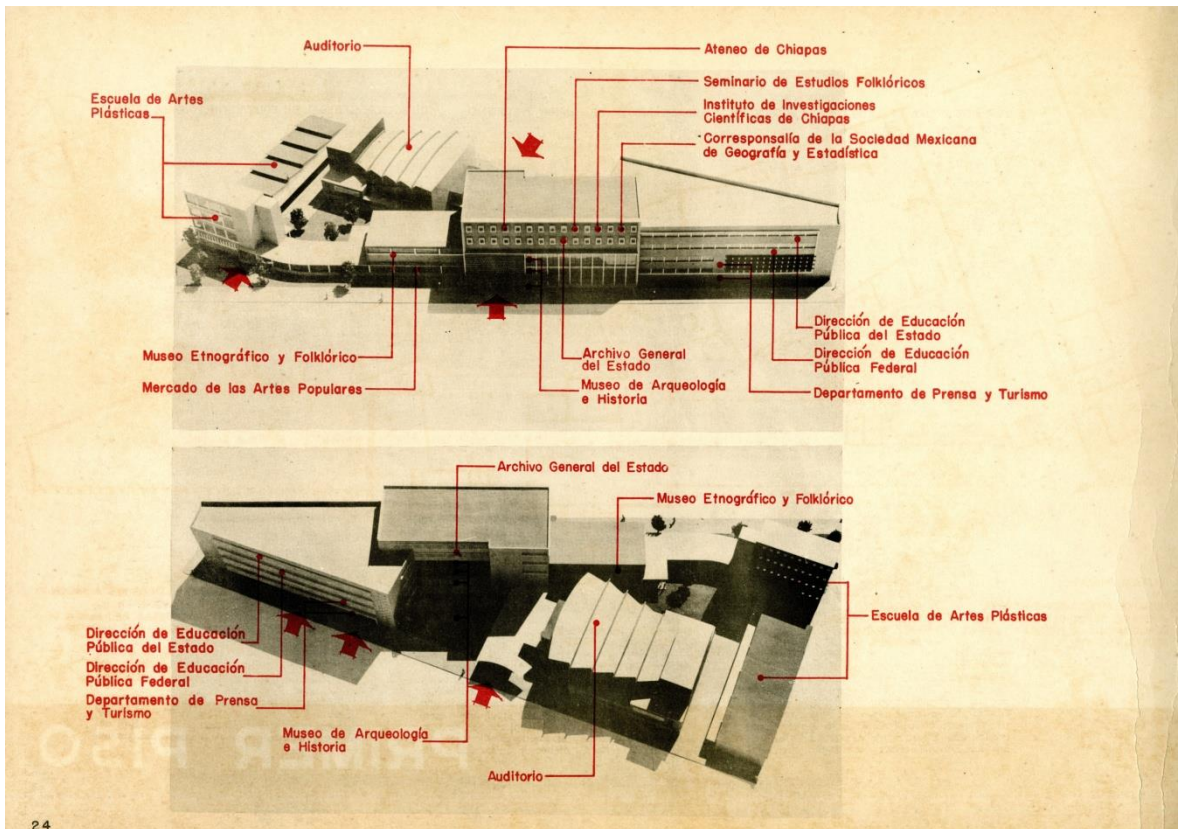 Auditorio
Ateneo de Chiapas
Seminario de Estudios Folklóricos
Escuela de Artes
Plásticas
Instituto de Investigaciones
Científicas de Chiapas
Corresponsalía de la Sociedad Mexicana
de Geografía y Estadística
Museo Etnográfico y Folklórico
Mercado de las Artes Populares
Archivo General
del Estado
Museo de Arqueología
e Historia
Dirección de Educación
Pública del Estado
Dirección de Educación
Pública Federal
Departamento de Prensa y Turismo
Archivo General del Estado
Museo Etnográfico y Folklórico
Escuela de Artes Plásticas
Dirección de Educación
Pública del Estado
Dirección de Educación
Pública Federal
Departamento de Prensa
y Turismo
Museo de Arqueología
e Historia
Auditorio
PRIMER PISO
24